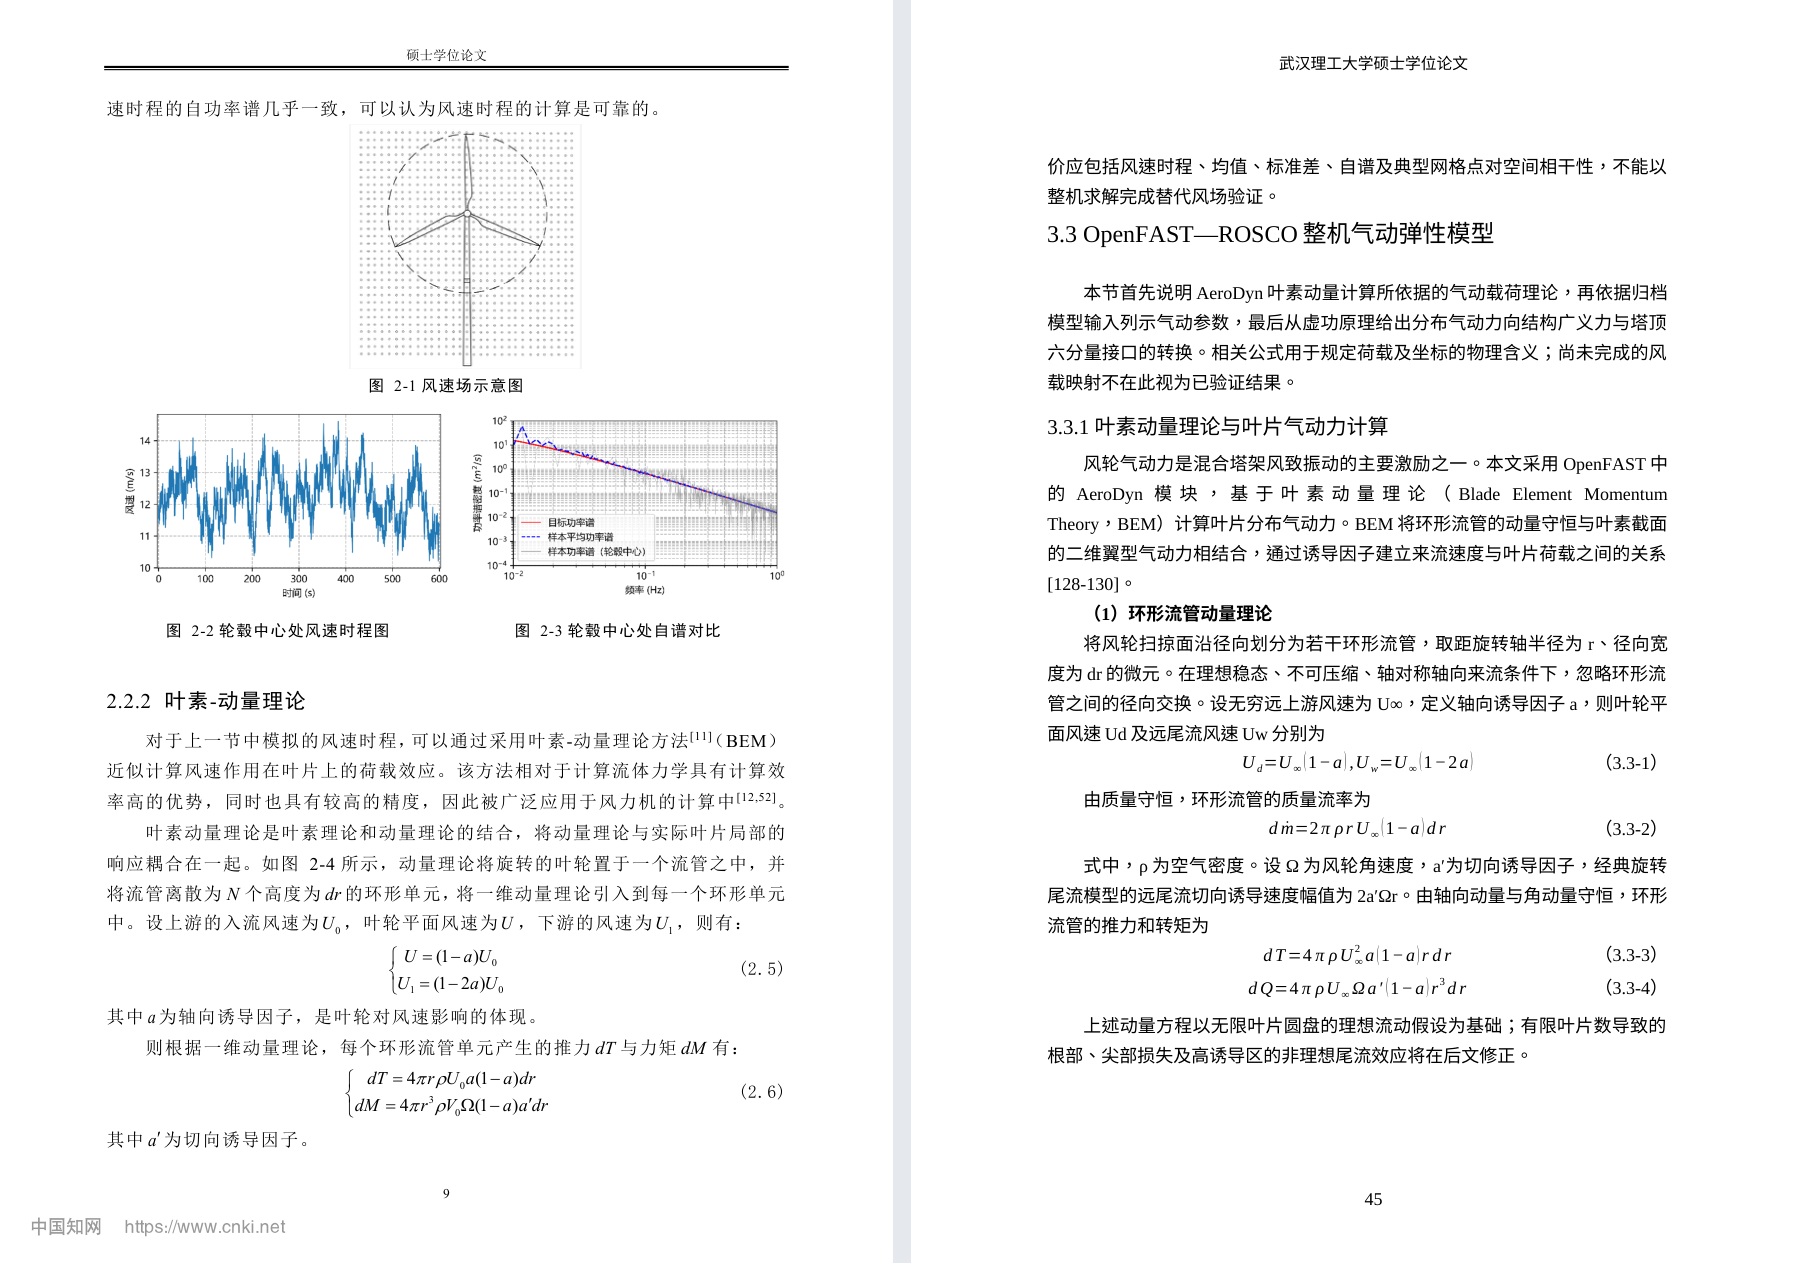 硕士学位论文
速时程的自功率谱几乎一致，可以认为风速时程的计算是可靠的。
图 2-1 风速场示意图
风速 (m/s)
14
13
12
11
10
0 100 200 300 400 500 600
时间 (s)
功率谱密度 (m²/s)
10²
10¹
10⁰
10⁻¹
10⁻²
10⁻³
10⁻⁴
目标功率谱
样本平均功率谱
样本功率谱（轮毂中心）
10⁻² 10⁻¹ 10⁰
频率 (Hz)
图 2-2 轮毂中心处风速时程图
图 2-3 轮毂中心处自谱对比
2.2.2 叶素-动量理论
对于上一节中模拟的风速时程，可以通过采用叶素-动量理论方法[11]（BEM）
近似计算风速作用在叶片上的荷载效应。该方法相对于计算流体力学具有计算效
率高的优势，同时也具有较高的精度，因此被广泛应用于风力机的计算中[12,52]。
叶素动量理论是叶素理论和动量理论的结合，将动量理论与实际叶片局部的
响应耦合在一起。如图 2-4 所示，动量理论将旋转的叶轮置于一个流管之中，并
将流管离散为 N 个高度为 dr 的环形单元，将一维动量理论引入到每一个环形单元
中。设上游的入流风速为U₀，叶轮平面风速为U，下游的风速为U₁，则有：
U = (1−a)U₀
U₁ = (1−2a)U₀
(2.5)
其中 a 为轴向诱导因子，是叶轮对风速影响的体现。
则根据一维动量理论，每个环形流管单元产生的推力 dT 与力矩 dM 有：
dT = 4πrρU₀a(1−a)dr
dM = 4πr³ρV₀Ω(1−a)a′dr
(2.6)
其中 a′ 为切向诱导因子。
9
中国知网 https://www.cnki.net
武汉理工大学硕士学位论文
价应包括风速时程、均值、标准差、自谱及典型网格点对空间相干性，不能以
整机求解完成替代风场验证。
3.3 OpenFAST—ROSCO 整机气动弹性模型
本节首先说明 AeroDyn 叶素动量计算所依据的气动载荷理论，再依据归档
模型输入列示气动参数，最后从虚功原理给出分布气动力向结构广义力与塔顶
六分量接口的转换。相关公式用于规定荷载及坐标的物理含义；尚未完成的风
载映射不在此视为已验证结果。
3.3.1 叶素动量理论与叶片气动力计算
风轮气动力是混合塔架风致振动的主要激励之一。本文采用 OpenFAST 中
的 AeroDyn 模块，基于叶素动量理论（Blade Element Momentum
Theory，BEM）计算叶片分布气动力。BEM 将环形流管的动量守恒与叶素截面
的二维翼型气动力相结合，通过诱导因子建立来流速度与叶片荷载之间的关系
[128-130]。
（1）环形流管动量理论
将风轮扫掠面沿径向划分为若干环形流管，取距旋转轴半径为 r、径向宽
度为 dr 的微元。在理想稳态、不可压缩、轴对称轴向来流条件下，忽略环形流
管之间的径向交换。设无穷远上游风速为 U∞，定义轴向诱导因子 a，则叶轮平
面风速 Ud 及远尾流风速 Uw 分别为
U_d=U_∞(1−a),U_w=U_∞(1−2a) （3.3-1）
由质量守恒，环形流管的质量流率为
dṁ=2πρrU_∞(1−a)dr （3.3-2）
式中，ρ 为空气密度。设 Ω 为风轮角速度，a′为切向诱导因子，经典旋转
尾流模型的远尾流切向诱导速度幅值为 2a′Ωr。由轴向动量与角动量守恒，环形
流管的推力和转矩为
dT=4πρU_∞²a(1−a)rdr （3.3-3）
dQ=4πρU_∞Ωa′(1−a)r³dr （3.3-4）
上述动量方程以无限叶片圆盘的理想流动假设为基础；有限叶片数导致的
根部、尖部损失及高诱导区的非理想尾流效应将在后文修正。
45